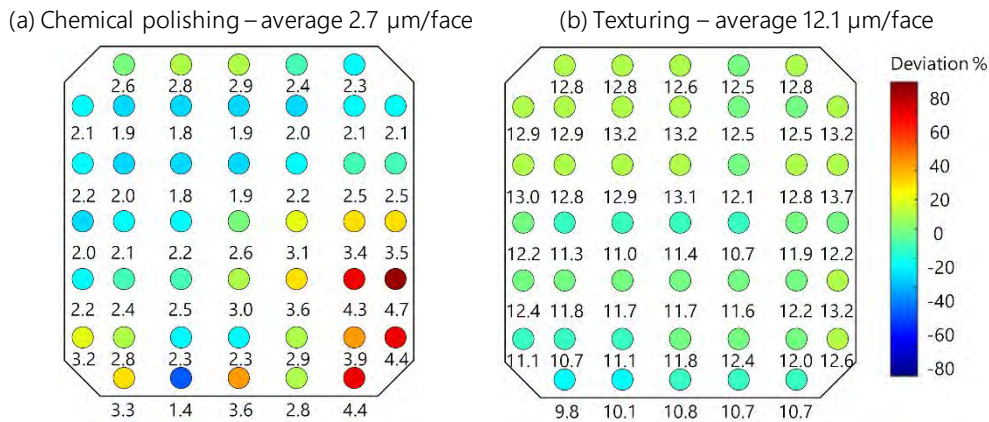 (a) Chemical polishing – average 2.7 µm/face
2.6 2.8 2.9 2.4 2.3
2.1 1.9 1.8 1.9 2.0 2.1 2.1
2.2 2.0 1.8 1.9 2.2 2.5 2.5
2.0 2.1 2.2 2.6 3.1 3.4 3.5
2.2 2.4 2.5 3.0 3.6 4.3 4.7
3.2 2.8 2.3 2.3 2.9 3.9 4.4
3.3 1.4 3.6 2.8 4.4
(b) Texturing – average 12.1 µm/face
12.8 12.8 12.6 12.5 12.8
12.9 12.9 13.2 13.2 12.5 12.5 13.2
13.0 12.8 12.9 13.1 12.1 12.8 13.7
12.2 11.3 11.0 11.4 10.7 11.9 12.2
12.4 11.8 11.7 11.7 11.6 12.2 13.2
11.1 10.7 11.1 11.8 12.4 12.0 12.6
9.8 10.1 10.8 10.7 10.7
Deviation %
80
60
40
20
0
-20
-40
-60
-80